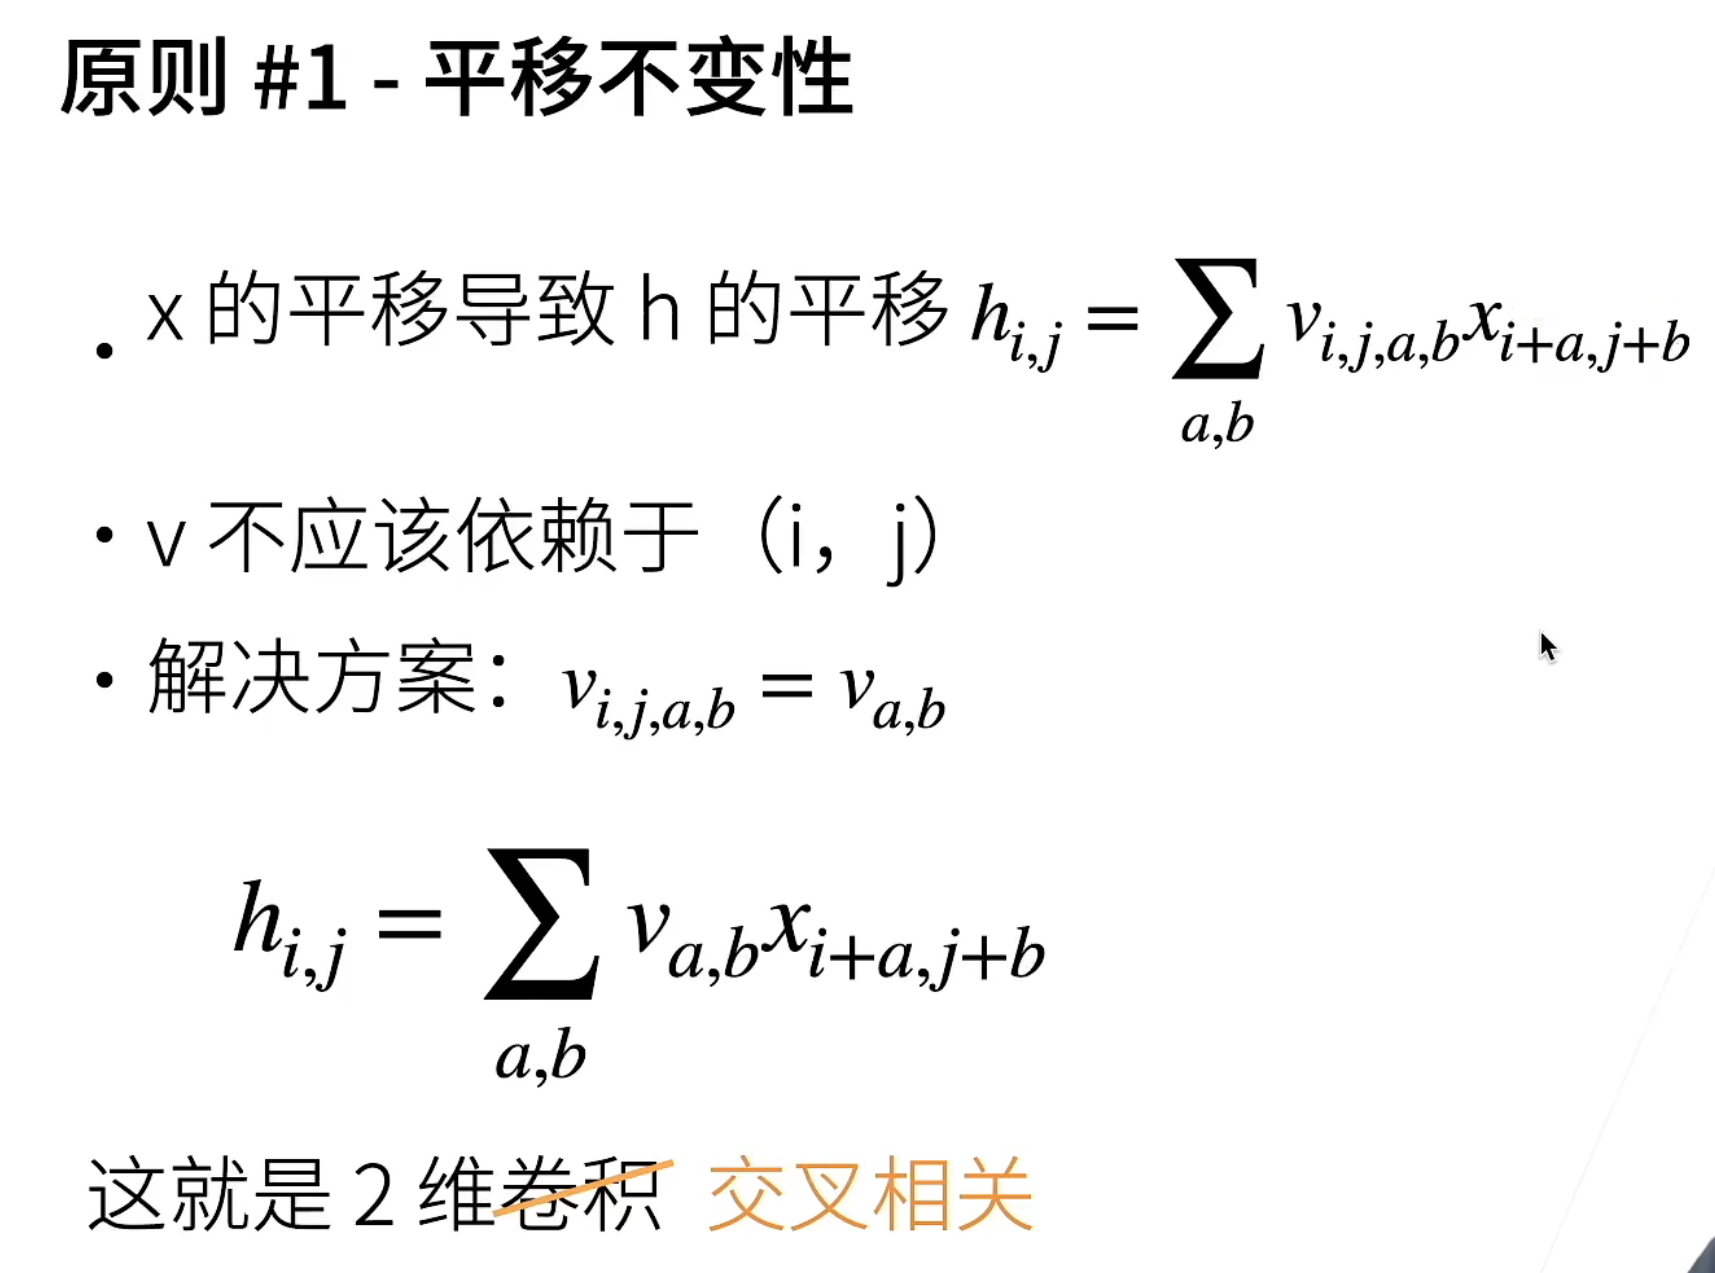 原则 #1 - 平移不变性
• x 的平移导致 h 的平移 h_{i,j} = ∑_{a,b} v_{i,j,a,b}x_{i+a,j+b}
• v 不应该依赖于（i，j）
• 解决方案：v_{i,j,a,b} = v_{a,b}
h_{i,j} = ∑_{a,b} v_{a,b}x_{i+a,j+b}
这就是 2 维卷积 交叉相关